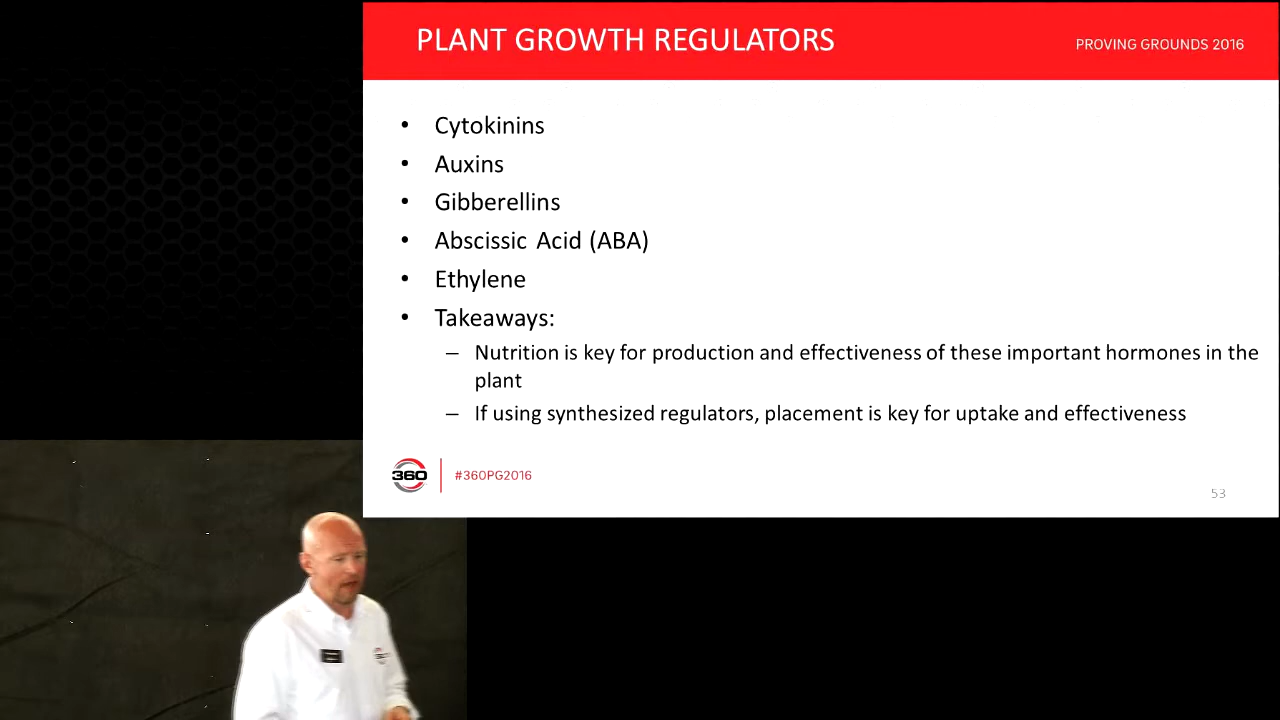 PLANT GROWTH REGULATORS
PROVING GROUNDS 2016
• Cytokinins
• Auxins
• Gibberellins
• Abscissic Acid (ABA)
• Ethylene
• Takeaways:
– Nutrition is key for production and effectiveness of these important hormones in the
plant
– If using synthesized regulators, placement is key for uptake and effectiveness
360
#360PG2016
53